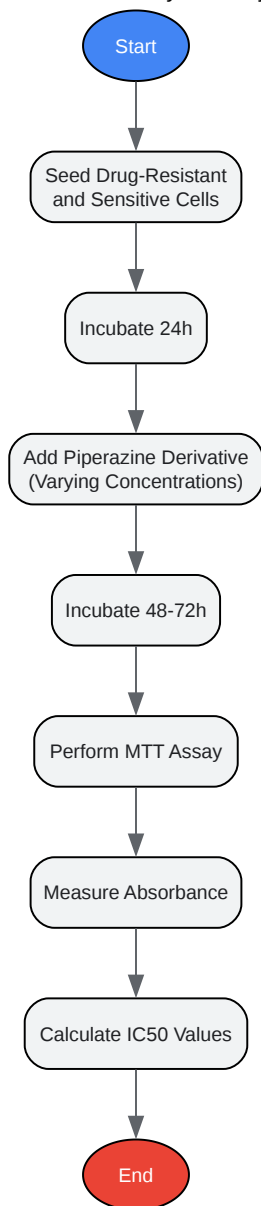 Start
Seed Drug-Resistant
and Sensitive Cells
Incubate 24h
Add Piperazine Derivative
(Varying Concentrations)
Incubate 48-72h
Perform MTT Assay
Measure Absorbance
Calculate IC50 Values
End